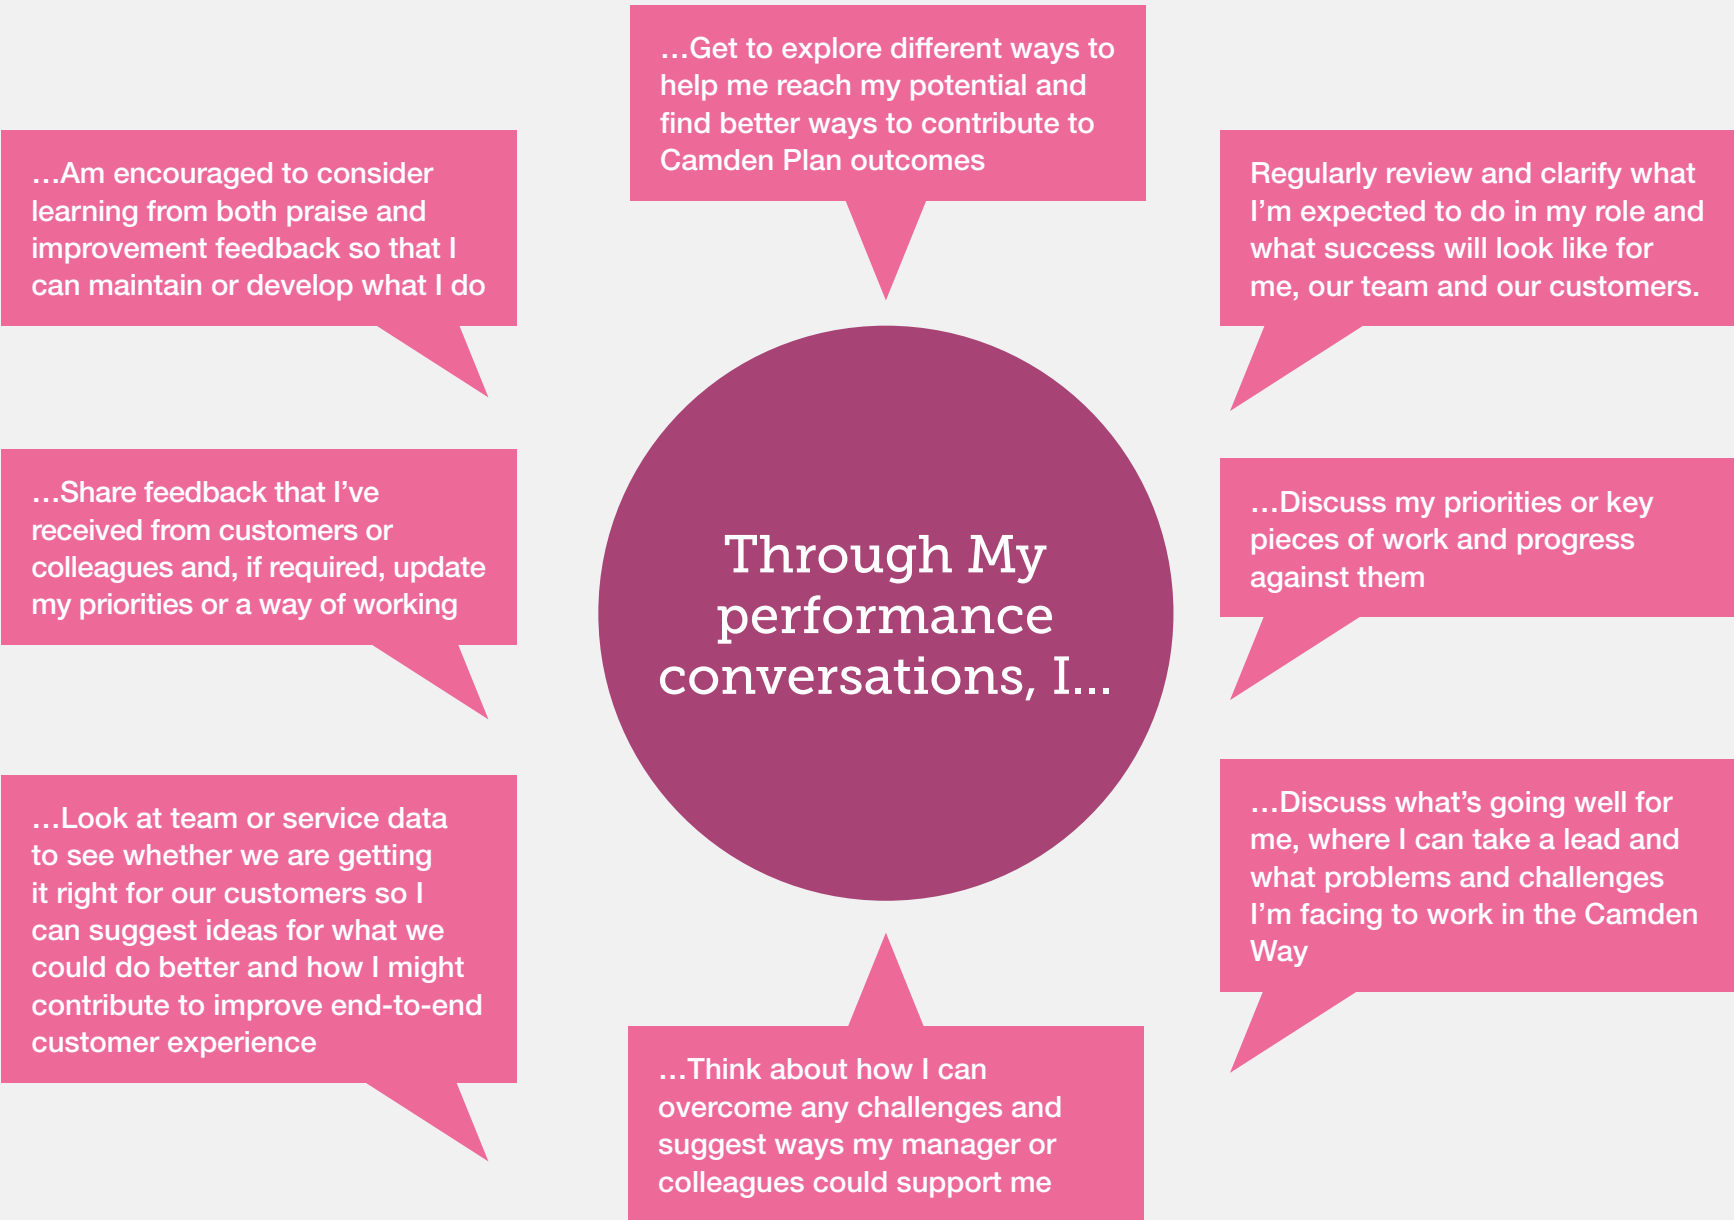 …Get to explore different ways to
help me reach my potential and
find better ways to contribute to
Camden Plan outcomes
…Am encouraged to consider
learning from both praise and
improvement feedback so that I
can maintain or develop what I do
Regularly review and clarify what
I’m expected to do in my role and
what success will look like for
me, our team and our customers.
…Share feedback that I’ve
received from customers or
colleagues and, if required, update
my priorities or a way of working
Through My
performance
conversations, I...
…Discuss my priorities or key
pieces of work and progress
against them
…Look at team or service data
to see whether we are getting
it right for our customers so I
can suggest ideas for what we
could do better and how I might
contribute to improve end-to-end
customer experience
…Discuss what’s going well for
me, where I can take a lead and
what problems and challenges
I’m facing to work in the Camden
Way
…Think about how I can
overcome any challenges and
suggest ways my manager or
colleagues could support me